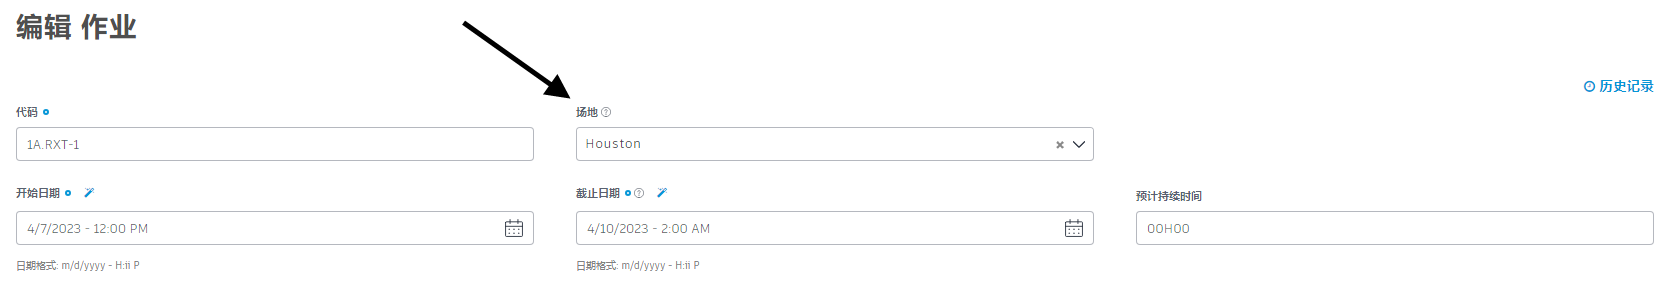 编辑 作业
历史记录
代码
场地
1A.RXT-1
Houston
开始日期
截止日期
预计持续时间
4/7/2023 - 12:00 PM
4/10/2023 - 2:00 AM
00H00
日期格式: m/d/yyyy - H:ii P
日期格式: m/d/yyyy - H:ii P